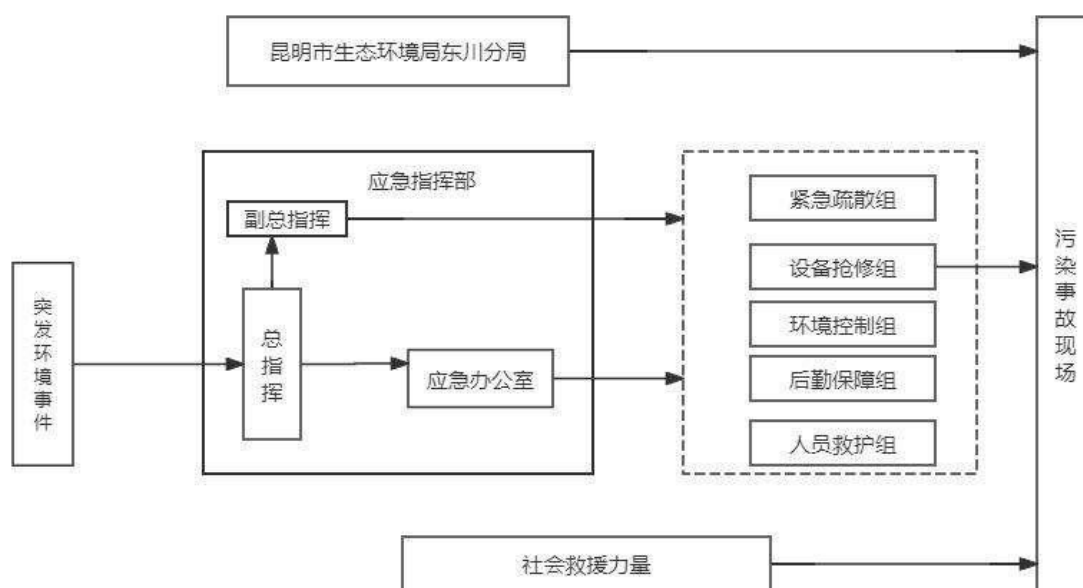 昆明市生态环境局东川分局
应急指挥部
紧急疏散组
副总指挥
设备抢修组
污染事故现场
突发环境事件
总指挥
环境控制组
应急办公室
后勤保障组
人员救护组
社会救援力量